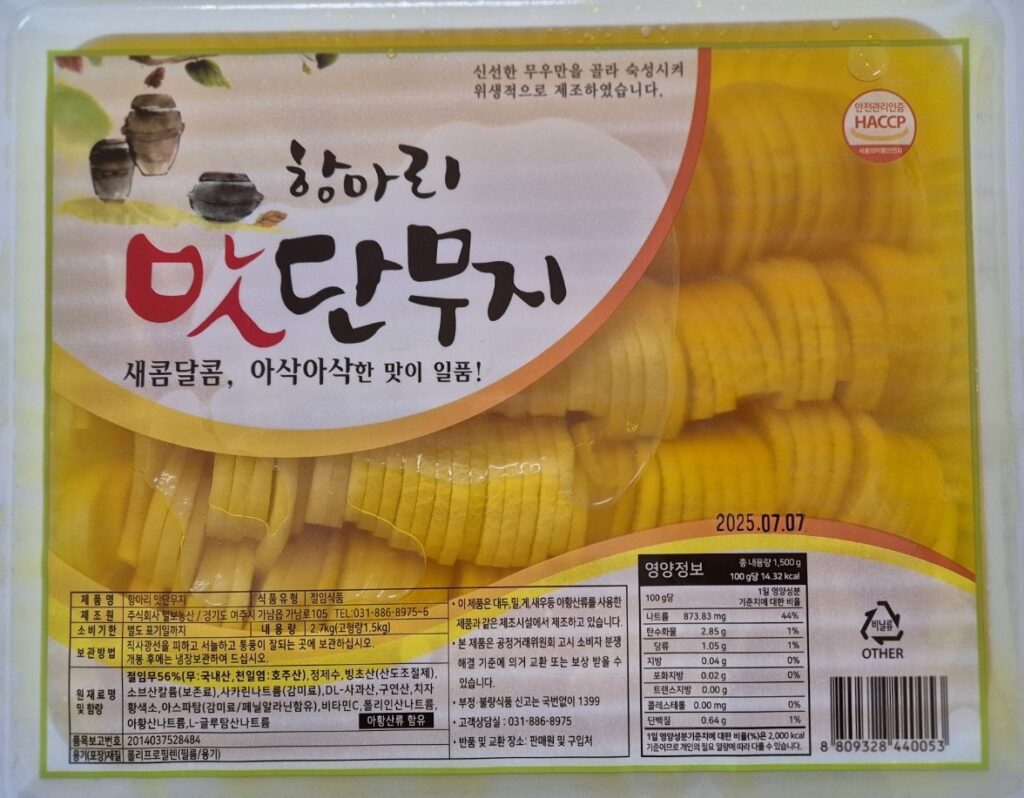 신선한 무우만을 골라 숙성시켜
위생적으로 제조하였습니다.
안전관리인증
HACCP
식품의약품안전처
항아리
맛단무지
새콤달콤, 아삭아삭한 맛이 일품!
2025.07.07
제 품 명 항아리 맛단무지 식 품 유 형 절임식품
제 조 원 주식회사 털보농산 / 경기도 여주시 가남읍 가남로105 TEL:031-886-8975~6
소 비 기 한 별도 표기일까지 내 용 량 2.7kg(고형량1.5kg)
보 관 방 법 직사광선을 피하고 서늘하고 통풍이 잘되는 곳에 보관하십시오.
개봉 후에는 냉장보관하여 드십시오.
원 재 료 명 및 함량 절임무56%(무:국내산,천일염:호주산),정제수,빙초산(산도조절제),
소브산칼륨(보존료),사카린나트륨(감미료),DL-사과산,구연산,치자
황색소,아스파탐(감미료/페닐알라닌함유),비타민C,폴리인산나트륨,
아황산나트륨,L-글루탐산나트륨 아황산류 함유
품목보고번호 2014037528484
용기(포장)재질 폴리프로필렌(필름/용기)
• 이 제품은 대두,밀,게,새우등 아황산류를 사용한
제품과 같은 제조시설에서 제조하고 있습니다.
• 본 제품은 공정거래위원회 고시 소비자 분쟁
해결 기준에 의거 교환 또는 보상 받을 수
있습니다.
• 부정·불량식품 신고는 국번없이 1399
• 고객상담실 : 031-886-8975
• 반품 및 교환 장소: 판매원 및 구입처
영양정보 총 내용량 1,500g
100g당 14.32 kcal
100g당 1일 영양성분
기준치에 대한 비율
나트륨 873.83 mg 44%
탄수화물 2.85 g 1%
당류 1.05 g 1%
지방 0.04 g 0%
포화지방 0.02 g 0%
트랜스지방 0.00 g
콜레스테롤 0.00 mg 0%
단백질 0.64 g 1%
1일 영양성분기준치에 대한 비율(%)은 2,000 kcal
기준이므로 개인의 필요 열량에 따라 다를 수 있습니다.
비닐류
OTHER
8 809328 440053